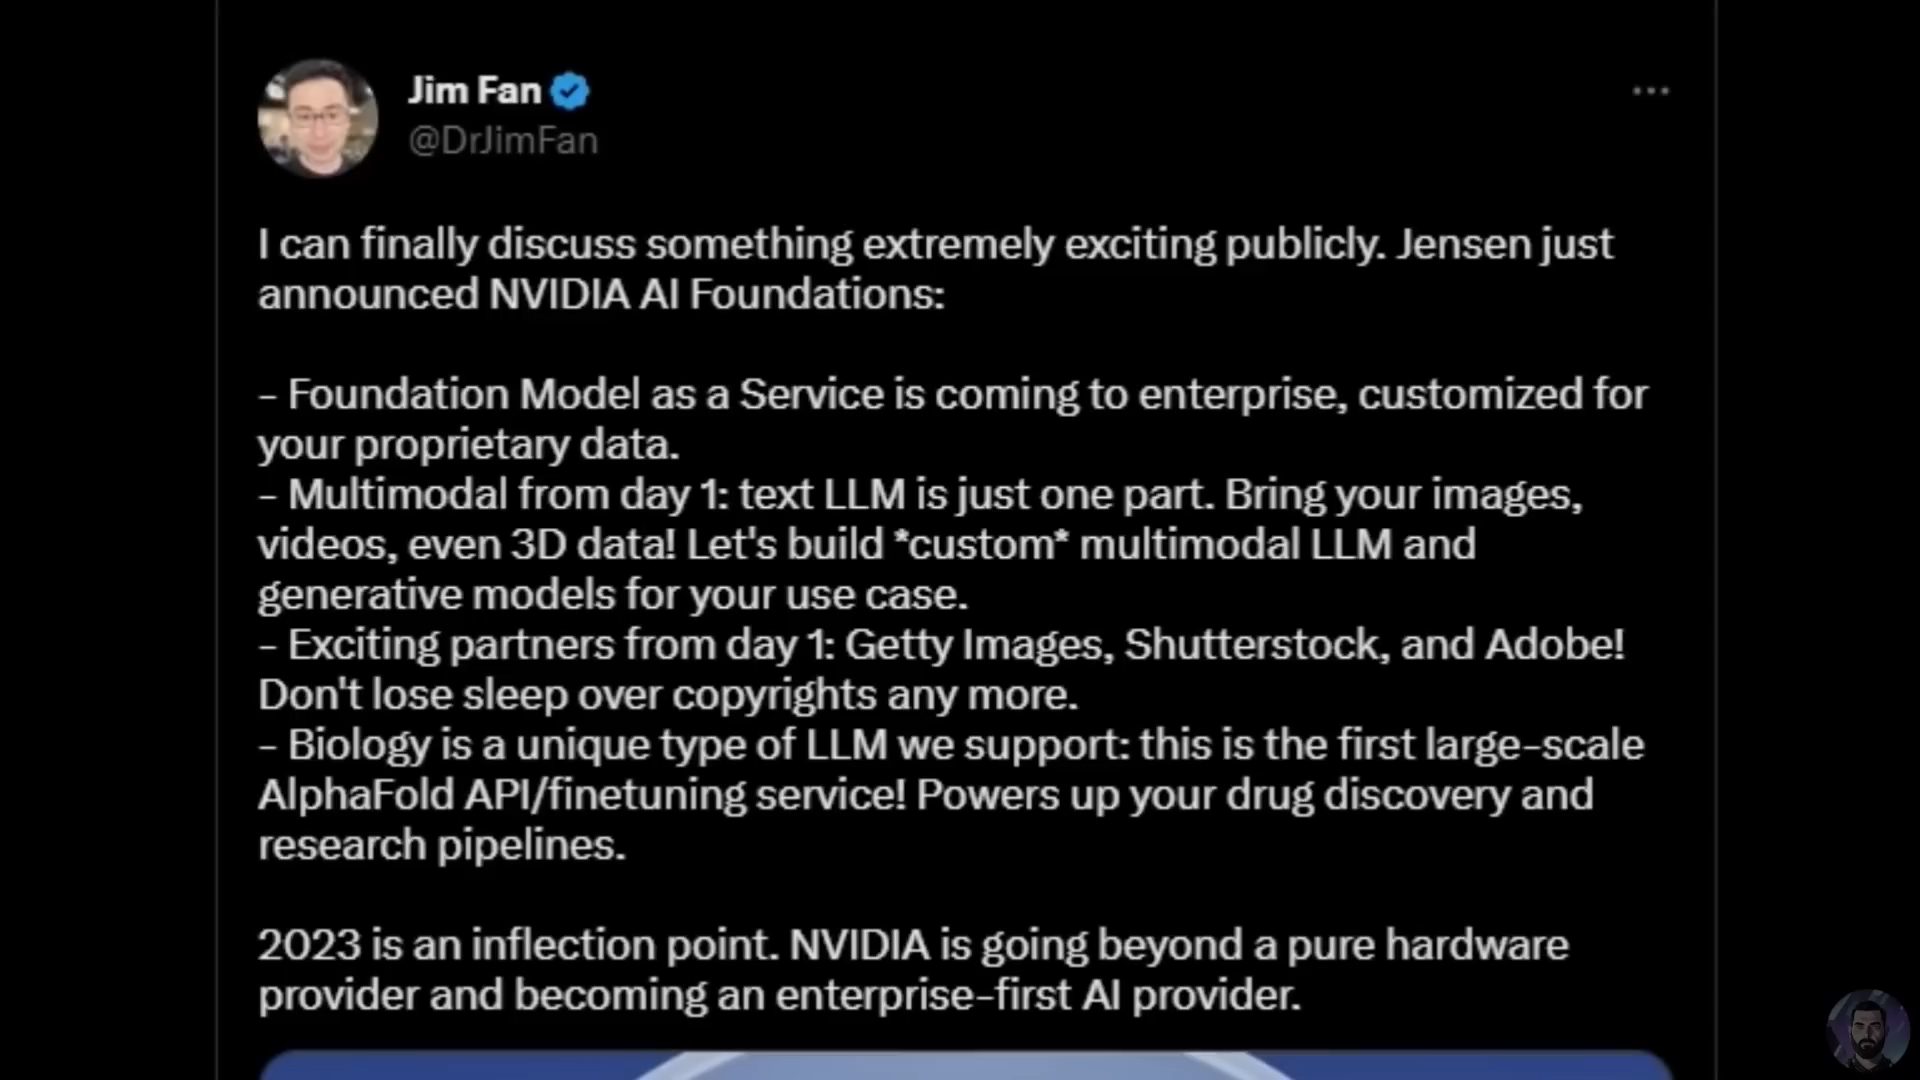 Jim Fan
@DrJimFan
I can finally discuss something extremely exciting publicly. Jensen just
announced NVIDIA AI Foundations:
- Foundation Model as a Service is coming to enterprise, customized for
your proprietary data.
- Multimodal from day 1: text LLM is just one part. Bring your images,
videos, even 3D data! Let's build *custom* multimodal LLM and
generative models for your use case.
- Exciting partners from day 1: Getty Images, Shutterstock, and Adobe!
Don't lose sleep over copyrights any more.
- Biology is a unique type of LLM we support: this is the first large-scale
AlphaFold API/finetuning service! Powers up your drug discovery and
research pipelines.
2023 is an inflection point. NVIDIA is going beyond a pure hardware
provider and becoming an enterprise-first AI provider.